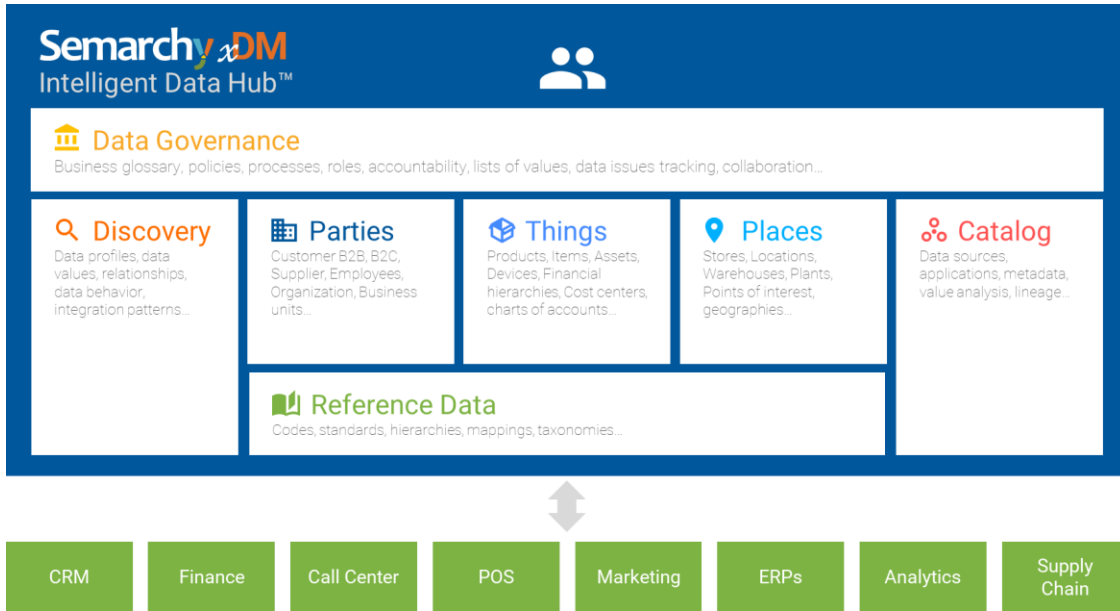 Semarchy xDM
Intelligent Data Hub™
Data Governance
Business glossary, policies, processes, roles, accountability, lists of values, data issues tracking, collaboration...
Discovery
Data profiles, data
values, relationships,
data behavior,
integration patterns...
Parties
Customer B2B, B2C,
Supplier, Employees,
Organization, Business
units...
Things
Products, Items, Assets,
Devices, Financial
hierarchies, Cost centers,
charts of accounts...
Places
Stores, Locations,
Warehouses, Plants,
Points of interest,
geographies...
Catalog
Data sources,
applications, metadata,
value analysis, lineage...
Reference Data
Codes, standards, hierarchies, mappings, taxonomies...
CRM
Finance
Call Center
POS
Marketing
ERPs
Analytics
Supply
Chain